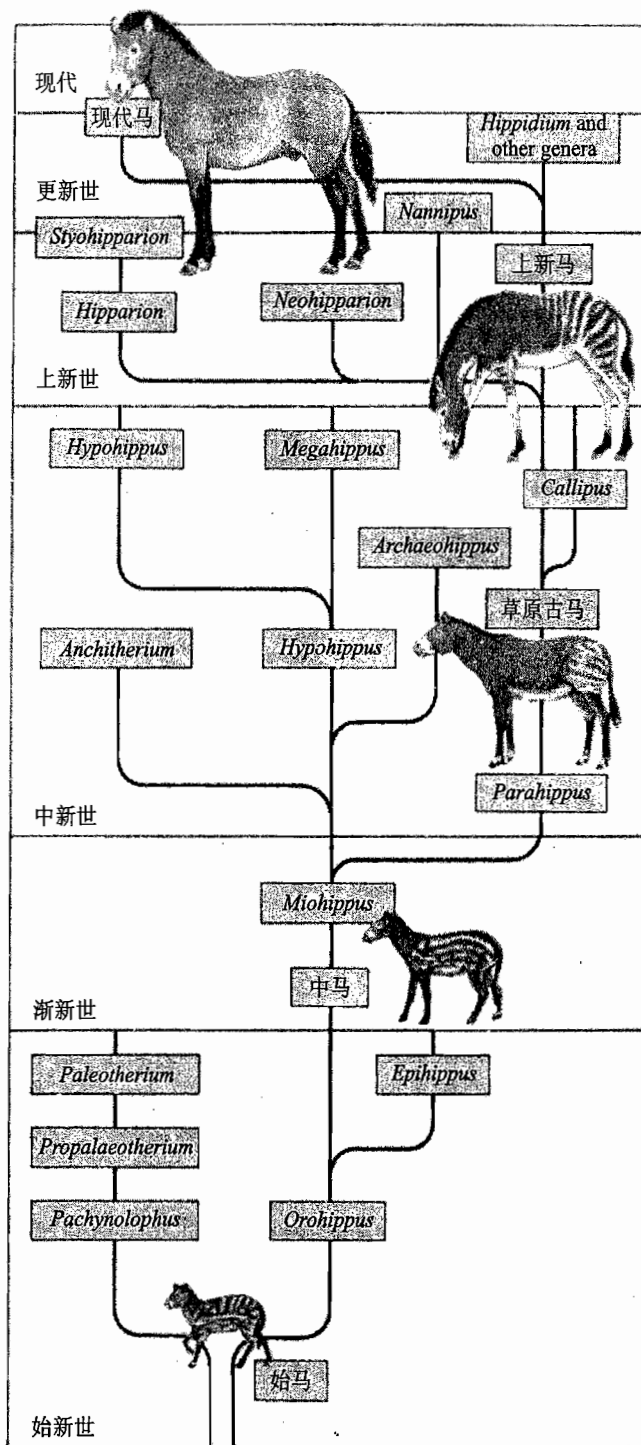 现代
现代马
Hippidium and
other genera
更新世
Nannipus
Styohipparion
上新马
Hipparion
Neohipparion
上新世
Hypohippus
Megahippus
Callipus
Archaeohippus
草原古马
Anchitherium
Hypohippus
Parahippus
中新世
Miohippus
中马
渐新世
Paleotherium
Epihippus
Propalaeotherium
Pachynolophus
Orohippus
始马
始新世